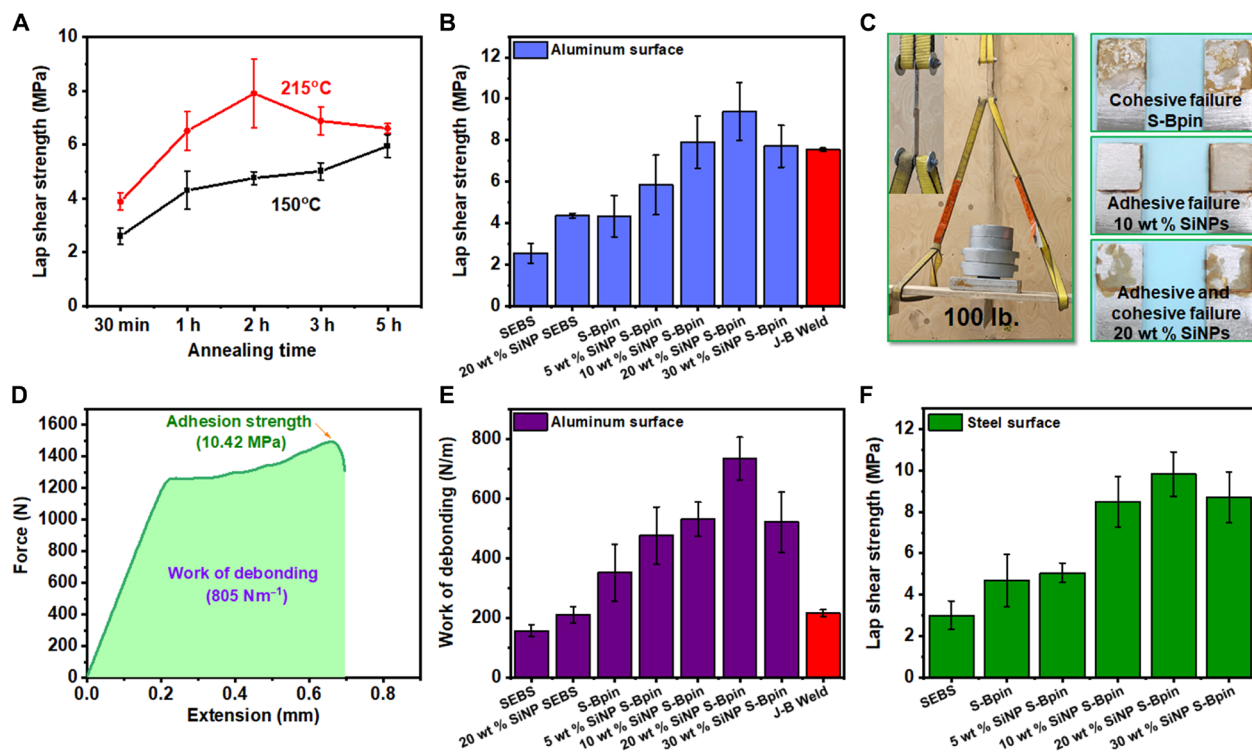 A
Lap shear strength (MPa)
10
8
6
4
2
0
215°C
150°C
30 min
1 h
2 h
3 h
5 h
Annealing time
B
Lap shear strength (MPa)
12
10
8
6
4
2
0
Aluminum surface
SEBS
20 wt % SiNP SEBS
S-Bpin
5 wt % SiNP S-Bpin
10 wt % SiNP S-Bpin
20 wt % SiNP S-Bpin
30 wt % SiNP S-Bpin
J-B Weld
C
100 lb.
Cohesive failure
S-Bpin
Adhesive failure
10 wt % SiNPs
Adhesive and
cohesive failure
20 wt % SiNPs
D
Force (N)
1600
1400
1200
1000
800
600
400
200
0
Adhesion strength
(10.42 MPa)
Work of debonding
(805 Nm⁻¹)
0.0
0.2
0.4
0.6
0.8
Extension (mm)
E
Work of debonding (N/m)
800
600
400
200
0
Aluminum surface
SEBS
20 wt % SiNP SEBS
S-Bpin
5 wt % SiNP S-Bpin
10 wt % SiNP S-Bpin
20 wt % SiNP S-Bpin
30 wt % SiNP S-Bpin
J-B Weld
F
Lap shear strength (MPa)
12
10
8
6
4
2
0
Steel surface
SEBS
S-Bpin
5 wt % SiNP S-Bpin
10 wt % SiNP S-Bpin
20 wt % SiNP S-Bpin
30 wt % SiNP S-Bpin